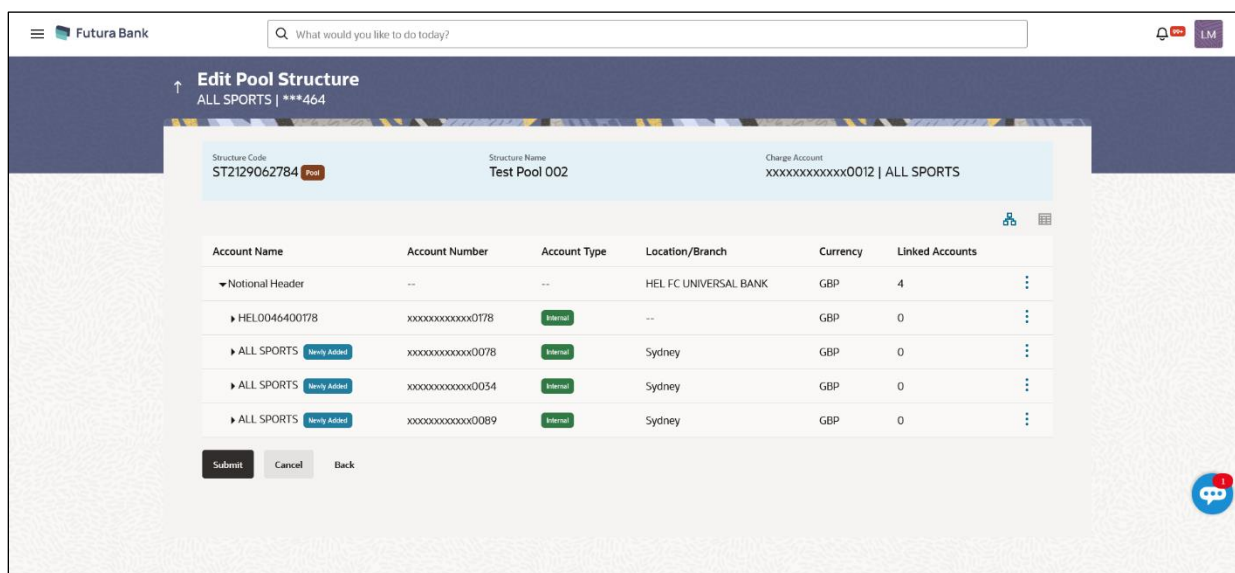 Futura Bank
What would you like to do today?
99+
LM
Edit Pool Structure
ALL SPORTS | ***464
Structure Code Structure Name Charge Account
ST2129062784 Pool Test Pool 002 xxxxxxxxxxxx0012 | ALL SPORTS
Account Name Account Number Account Type Location/Branch Currency Linked Accounts
Notional Header -- -- HEL FC UNIVERSAL BANK GBP 4
HEL0046400178 xxxxxxxxxxxx0178 Internal -- GBP 0
ALL SPORTS Newly Added xxxxxxxxxxxx0078 Internal Sydney GBP 0
ALL SPORTS Newly Added xxxxxxxxxxxx0034 Internal Sydney GBP 0
ALL SPORTS Newly Added xxxxxxxxxxxx0089 Internal Sydney GBP 0
Submit Cancel Back
1